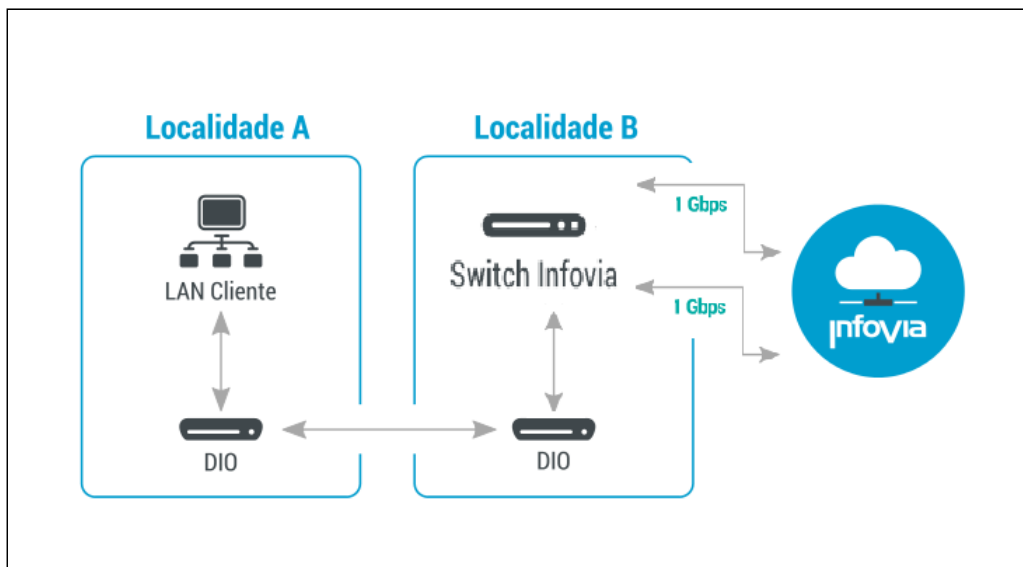 Localidade A
Localidade B
1 Gbps
LAN Cliente
Switch Infovia
1 Gbps
infovia
DIO
DIO